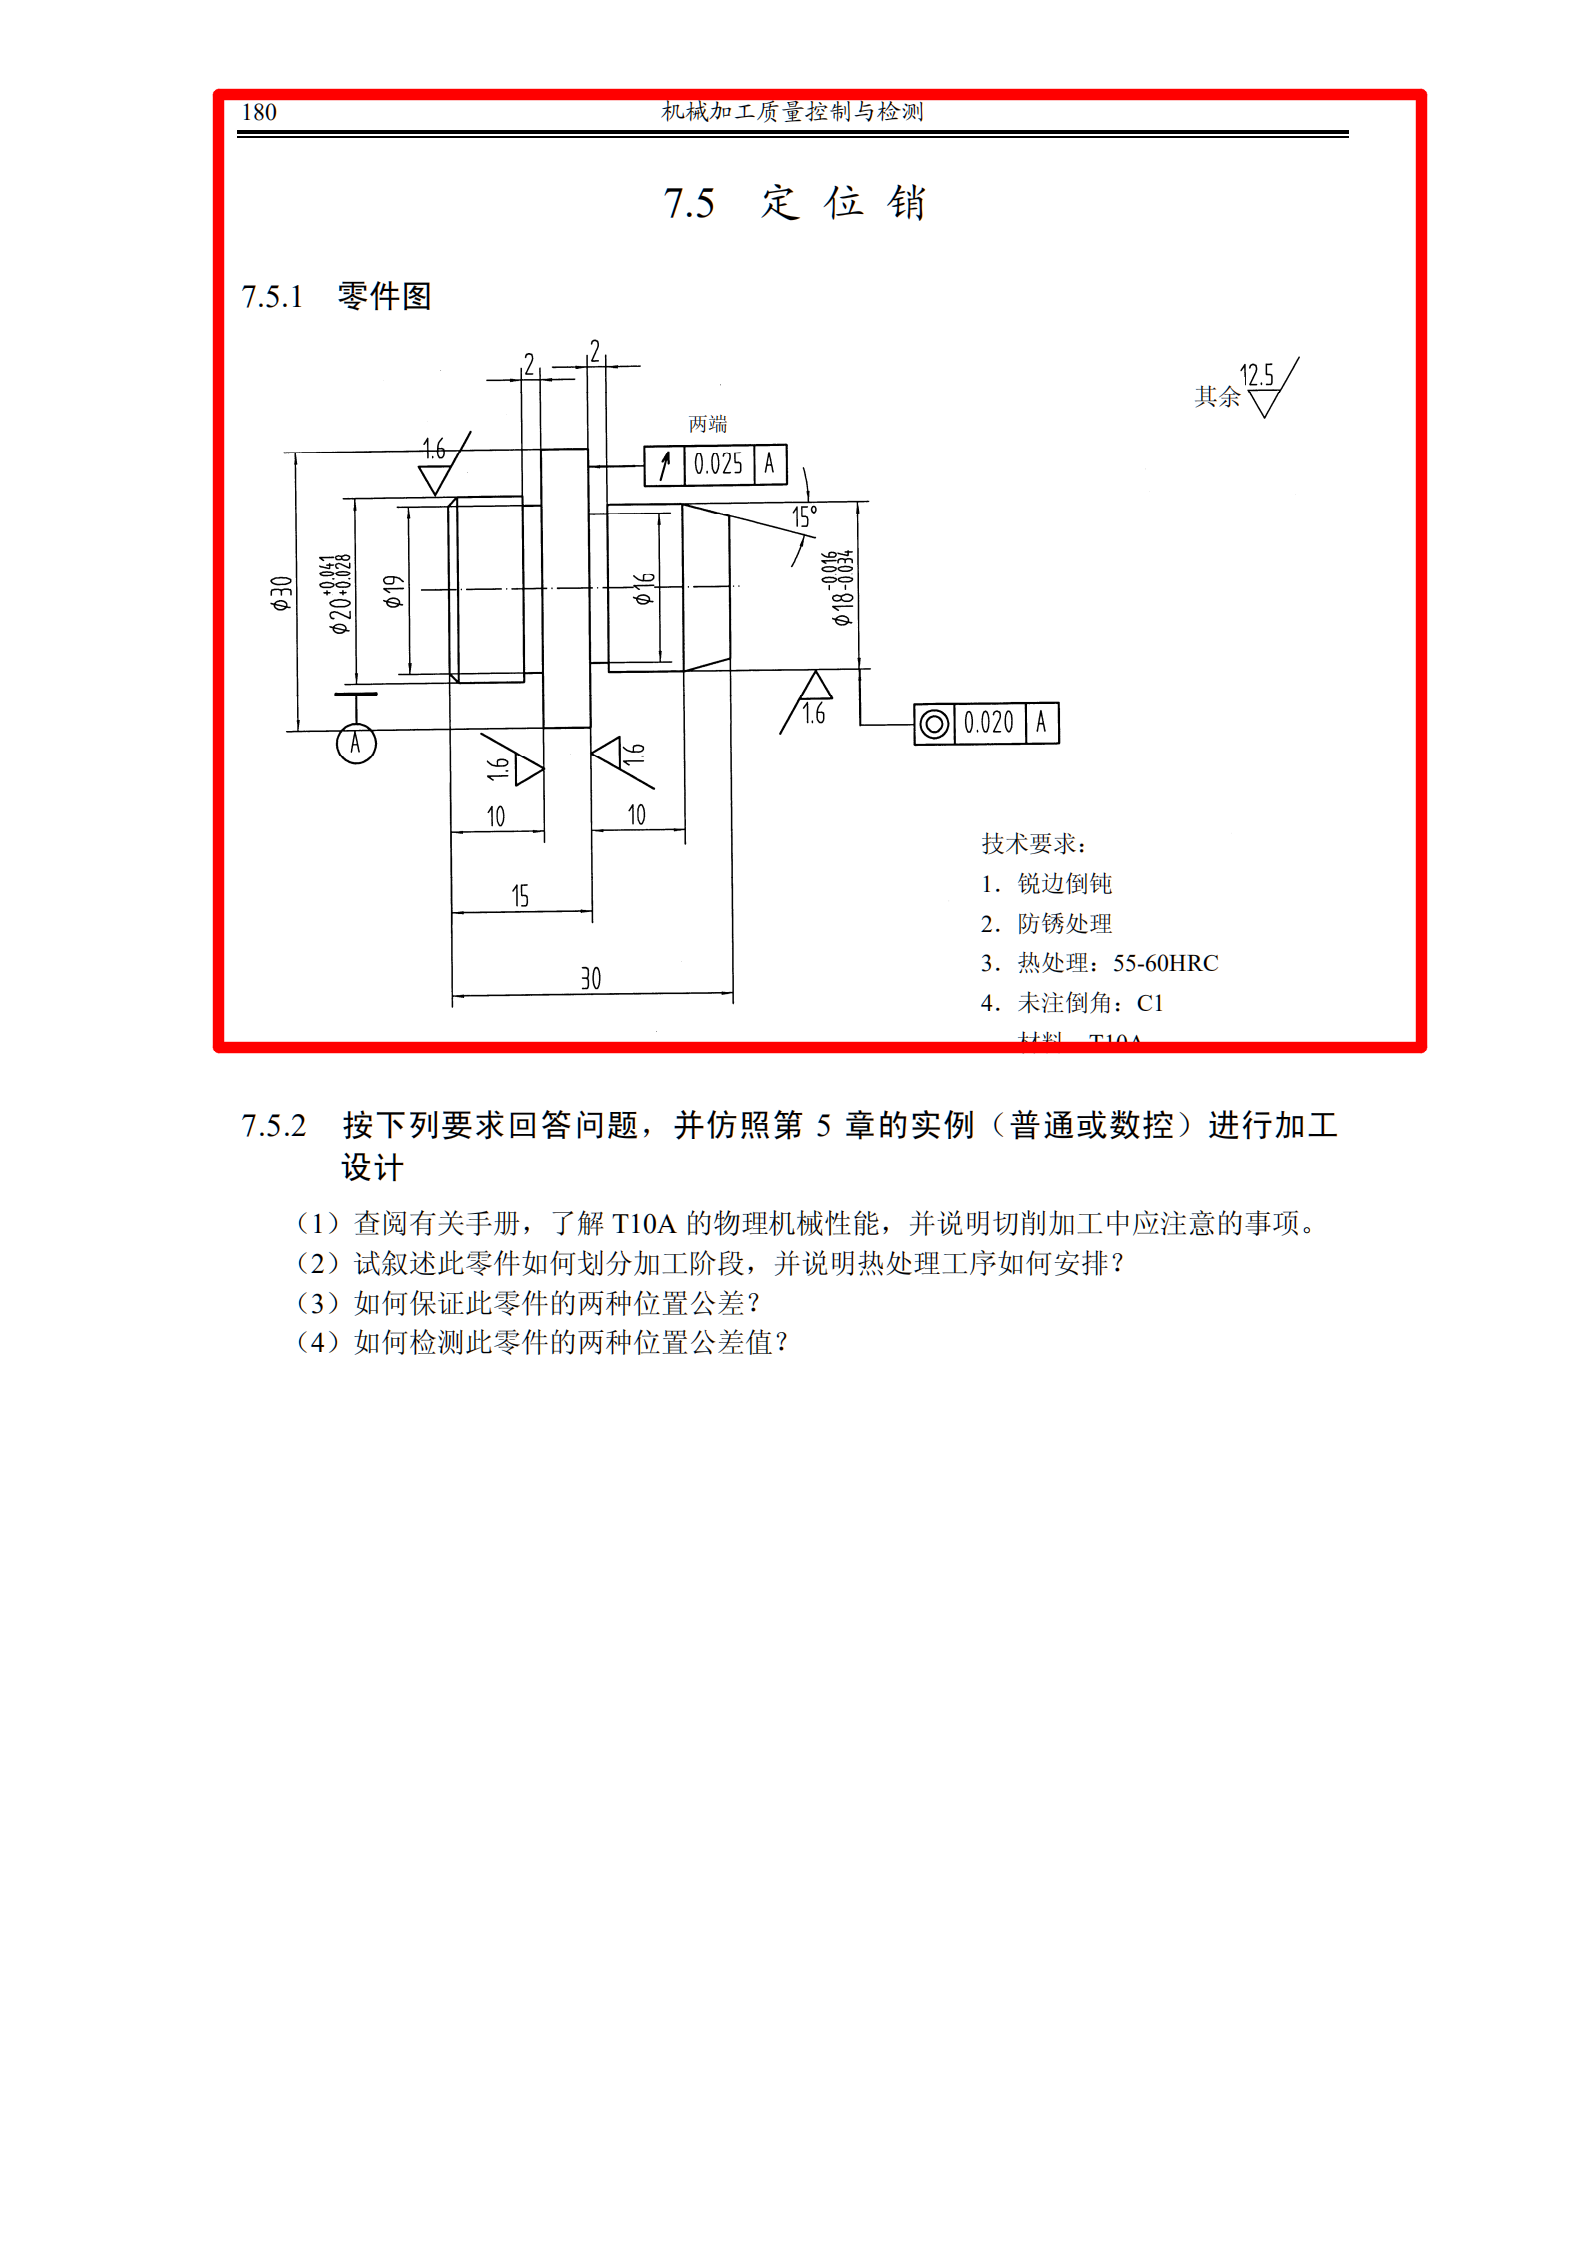 180
机械加工质量控制与检测
7.5 定 位 销
7.5.1 零件图
2
2
12.5
其余
两端
1.6
0.025 A
15°
φ30
φ20+0.041
+0.028
φ19
φ16
φ18-0.016
-0.034
1.6
0.020 A
A
1.6
1.6
10
10
15
30
技术要求：
1．锐边倒钝
2．防锈处理
3．热处理：55-60HRC
4．未注倒角：C1
材料 T10A
7.5.2 按下列要求回答问题，并仿照第 5 章的实例（普通或数控）进行加工
设计
（1）查阅有关手册，了解 T10A 的物理机械性能，并说明切削加工中应注意的事项。
（2）试叙述此零件如何划分加工阶段，并说明热处理工序如何安排？
（3）如何保证此零件的两种位置公差？
（4）如何检测此零件的两种位置公差值？